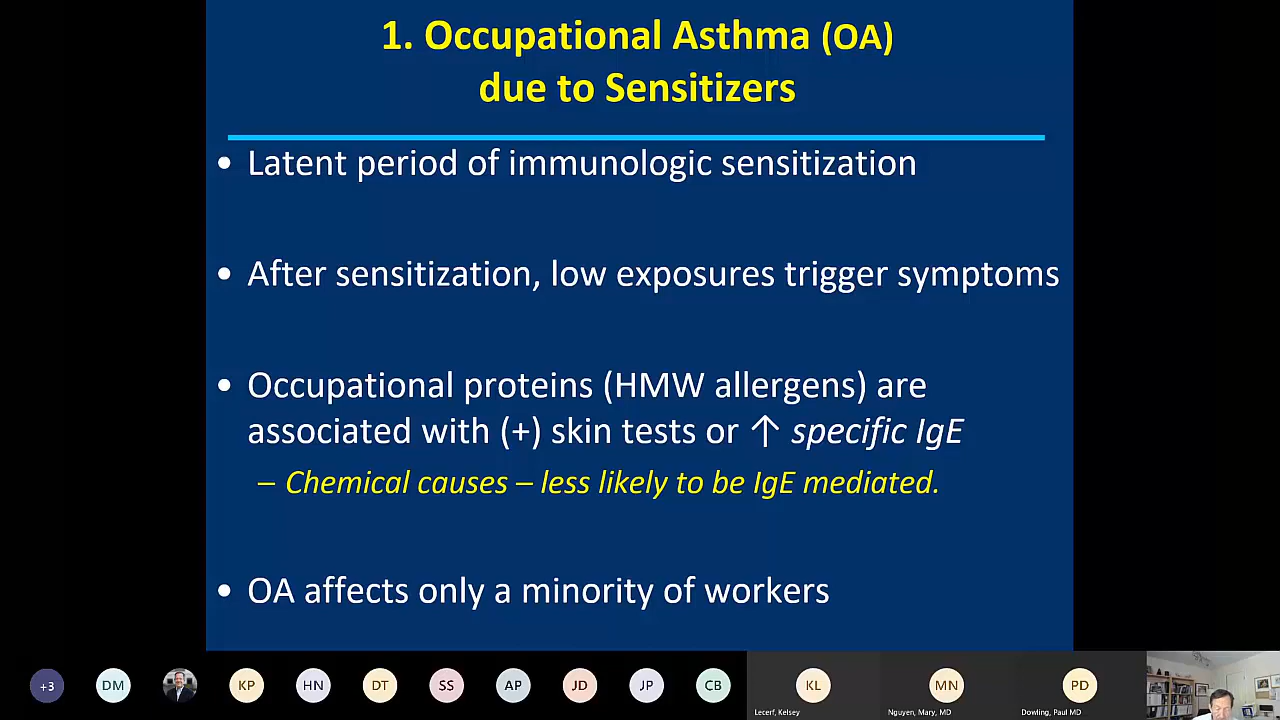 1. Occupational Asthma (OA)
due to Sensitizers
• Latent period of immunologic sensitization
• After sensitization, low exposures trigger symptoms
• Occupational proteins (HMW allergens) are
associated with (+) skin tests or ↑ specific IgE
– Chemical causes – less likely to be IgE mediated.
• OA affects only a minority of workers
+3 DM KP HN DT SS AP JD JP CB KL MN PD
Lecerf, Kelsey Nguyen, Mary, MD Dowling, Paul MD